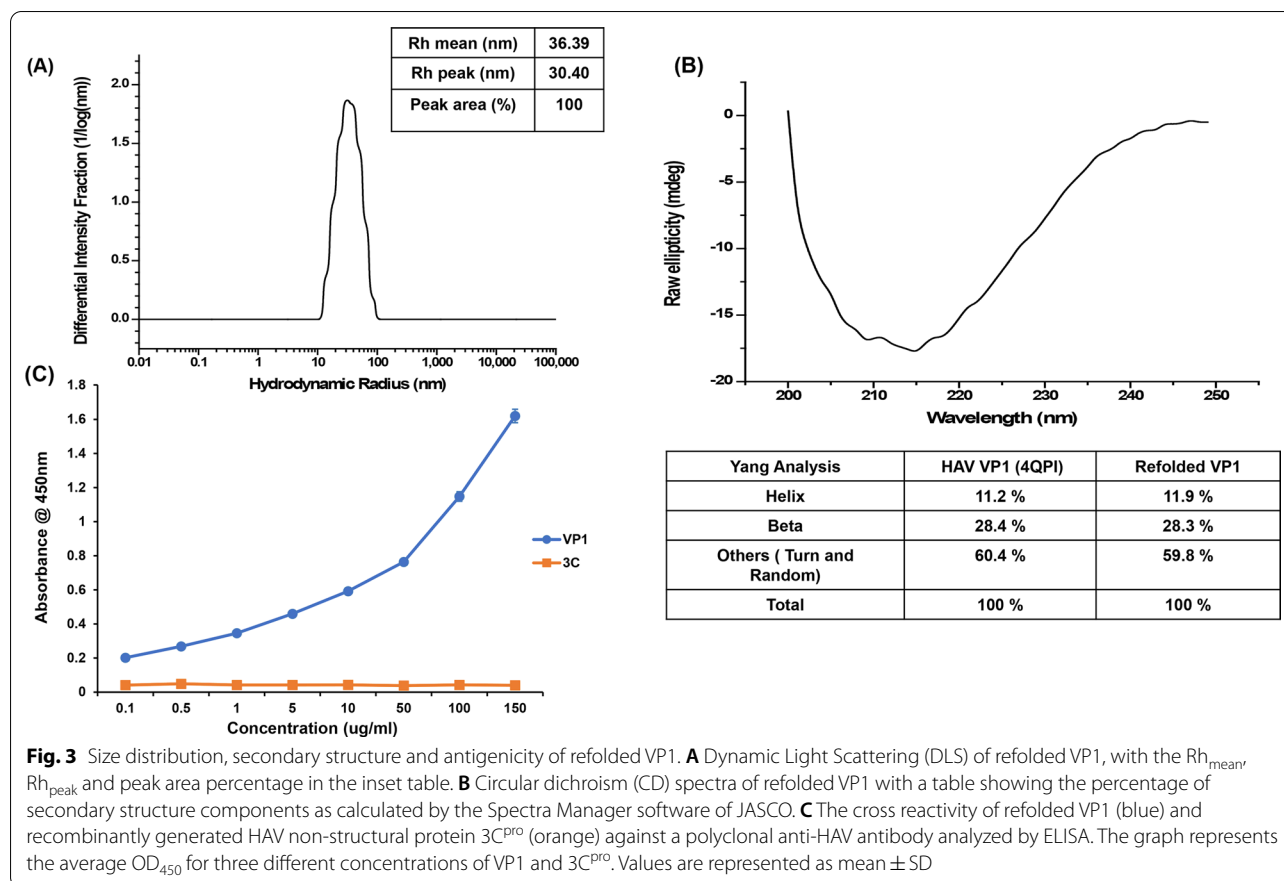 (A)
Rh mean (nm) 36.39
Rh peak (nm) 30.40
Peak area (%) 100
Differential Intensity Fraction (1/log(nm))
2.0
1.5
1.0
0.5
0.0
0.01 0.1 1 10 100 1,000 10,000 100,000
Hydrodynamic Radius (nm)
(B)
Raw ellipticity (mdeg)
0
-5
-10
-15
-20
200 210 220 230 240 250
Wavelength (nm)
Yang Analysis HAV VP1 (4QPI) Refolded VP1
Helix 11.2 % 11.9 %
Beta 28.4 % 28.3 %
Others ( Turn and Random) 60.4 % 59.8 %
Total 100 % 100 %
(C)
Absorbance @ 450nm
1.8
1.6
1.4
1.2
1
0.8
0.6
0.4
0.2
0
0.1 0.5 1 5 10 50 100 150
Concentration (ug/ml)
VP1
3C
Fig. 3 Size distribution, secondary structure and antigenicity of refolded VP1. A Dynamic Light Scattering (DLS) of refolded VP1, with the Rhmean,
Rhpeak and peak area percentage in the inset table. B Circular dichroism (CD) spectra of refolded VP1 with a table showing the percentage of
secondary structure components as calculated by the Spectra Manager software of JASCO. C The cross reactivity of refolded VP1 (blue) and
recombinantly generated HAV non-structural protein 3Cpro (orange) against a polyclonal anti-HAV antibody analyzed by ELISA. The graph represents
the average OD450 for three different concentrations of VP1 and 3Cpro. Values are represented as mean ± SD